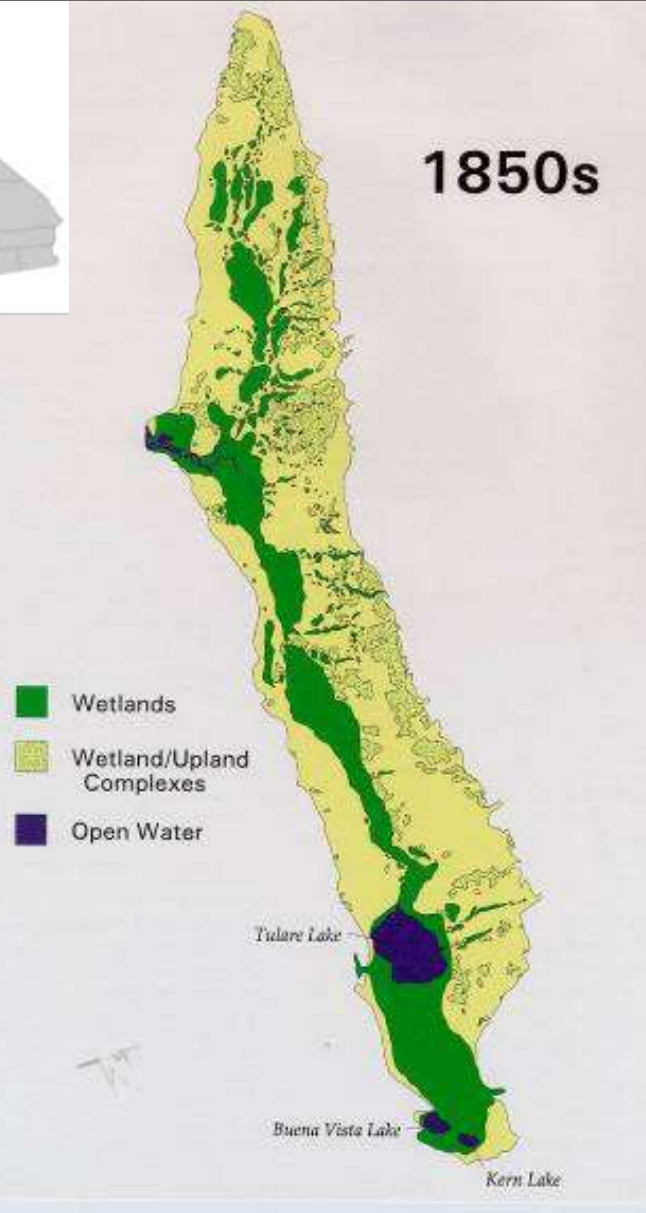 1850s
Wetlands
Wetland/Upland
Complexes
Open Water
Tulare Lake
Buena Vista Lake
Kern Lake